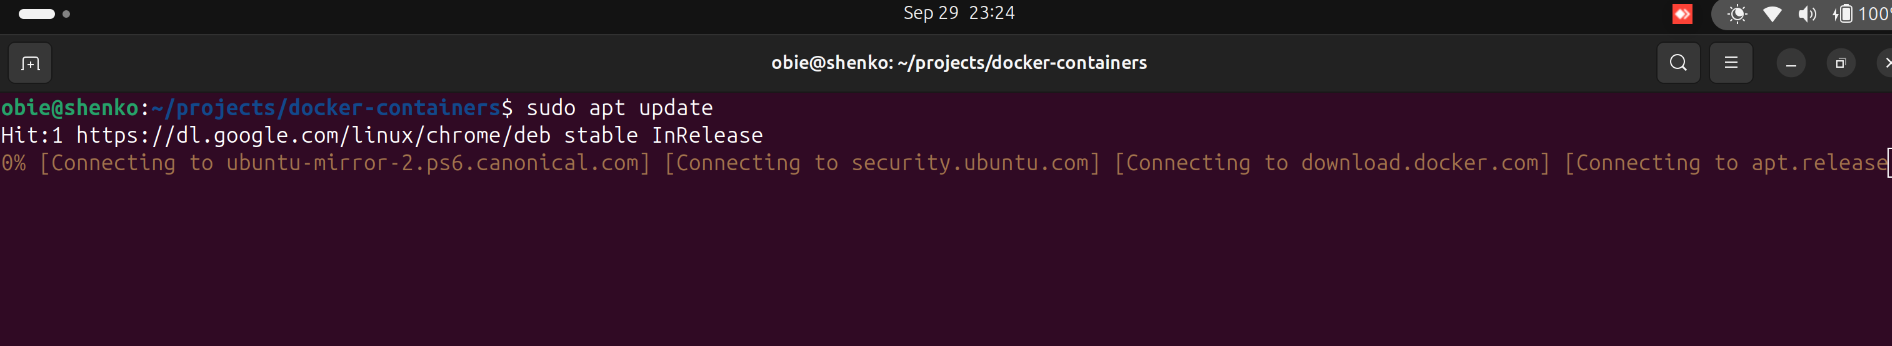 Sep 29 23:24
100%
obie@shenko: ~/projects/docker-containers
obie@shenko:~/projects/docker-containers$ sudo apt update
Hit:1 https://dl.google.com/linux/chrome/deb stable InRelease
0% [Connecting to ubuntu-mirror-2.ps6.canonical.com] [Connecting to security.ubuntu.com] [Connecting to download.docker.com] [Connecting to apt.release